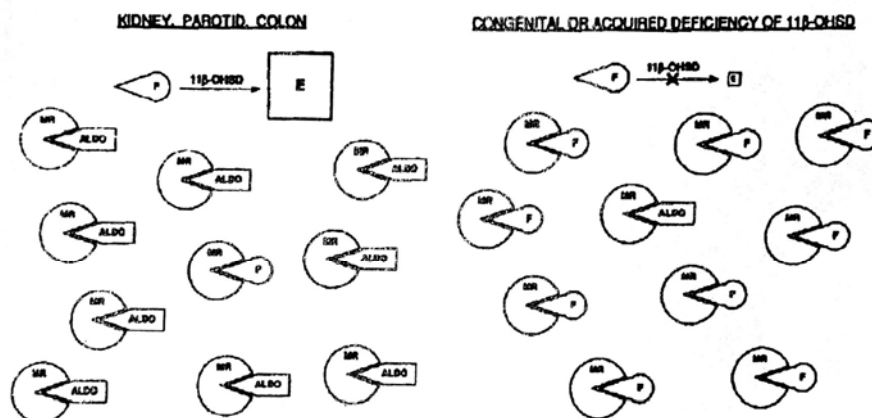 KIDNEY, PAROTID, COLON
F 11β-OHSD E
MR ALDO
MR ALDO
MR ALDO
MR ALDO
MR F
MR ALDO
MR ALDO
MR ALDO
MR ALDO
MR ALDO
CONGENITAL OR ACQUIRED DEFICIENCY OF 11β-OHSD
F 11β-OHSD E
MR F
MR F
MR F
MR F
MR ALDO
MR F
MR F
MR F
MR F
MR F